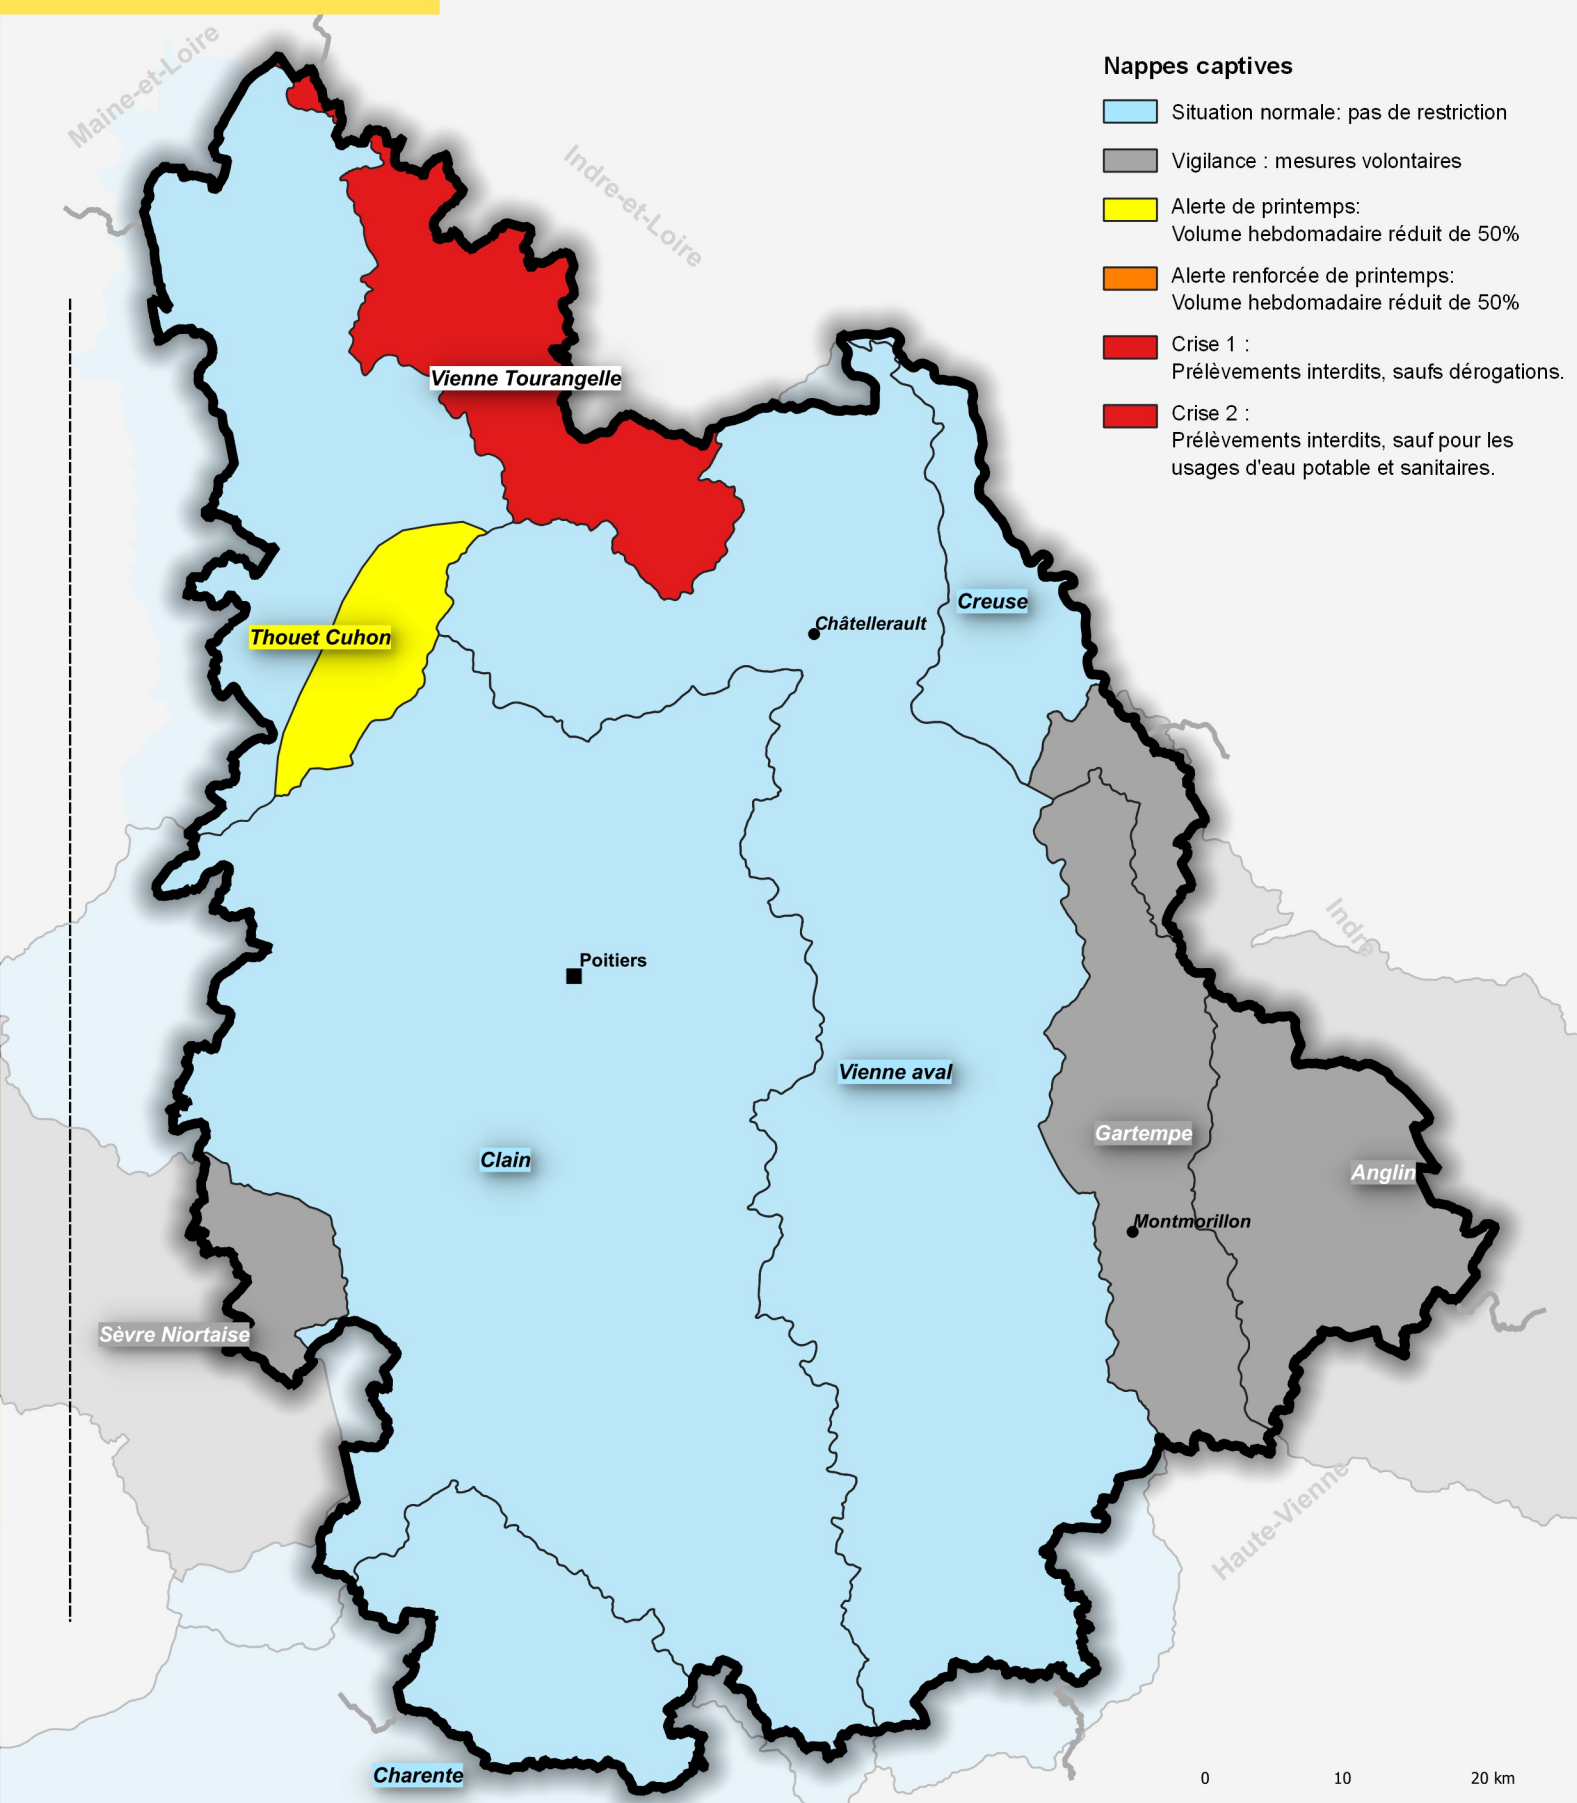 Maine-et-Loire
Indre-et-Loire
Nappes captives
Situation normale: pas de restriction
Vigilance : mesures volontaires
Alerte de printemps:
Volume hebdomadaire réduit de 50%
Alerte renforcée de printemps:
Volume hebdomadaire réduit de 50%
Crise 1 :
Prélèvements interdits, saufs dérogations.
Crise 2 :
Prélèvements interdits, sauf pour les
usages d'eau potable et sanitaires.
Vienne Tourangelle
Creuse
Châtellerault
Thouet Cuhon
Indre
Poitiers
Vienne aval
Gartempe
Clain
Anglin
Montmorillon
Sèvre Niortaise
Haute-Vienne
Charente
0 10 20 km